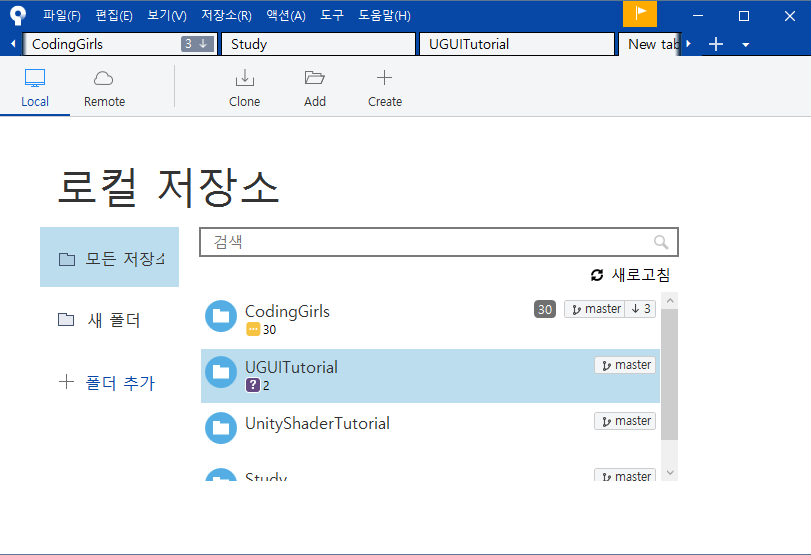 파일(F) 편집(E) 보기(V) 저장소(R) 액션(A) 도구 도움말(H)
CodingGirls 3 ↓ Study UGUITutorial New tab
Local Remote Clone Add Create
로컬 저장소
모든 저장소
새 폴더
폴더 추가
검색
새로고침
CodingGirls 30 master ↓ 3
30
UGUITutorial master
? 2
UnityShaderTutorial master
Study master